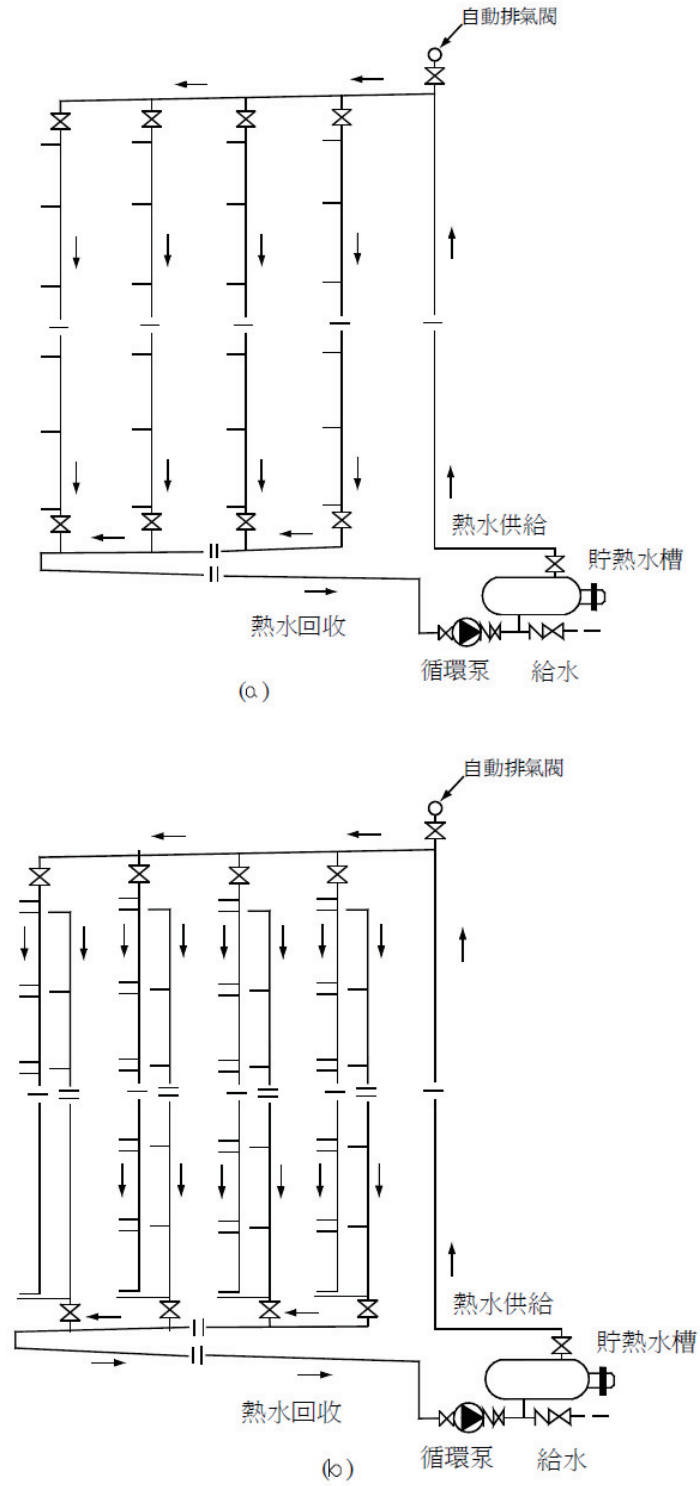 自動排氣閥
熱水供給
貯熱水槽
熱水回收
循環泵
給水
(a)
自動排氣閥
熱水供給
貯熱水槽
熱水回收
循環泵
給水
(b)